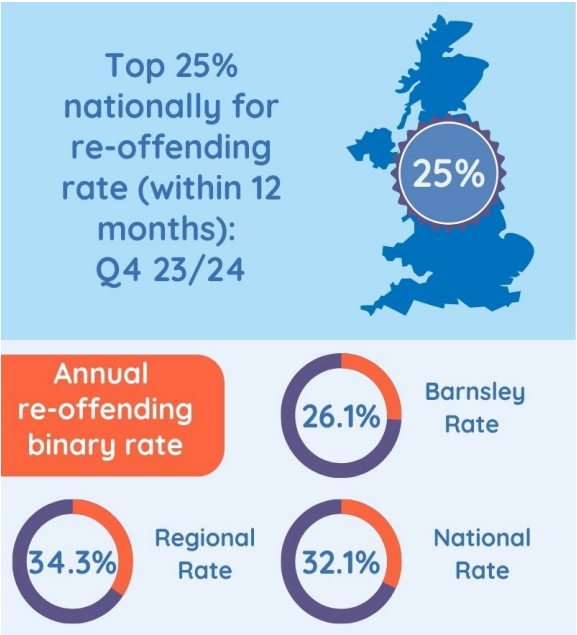 Top 25%
nationally for
re-offending
rate (within 12
months):
Q4 23/24
25%
Annual
re-offending
binary rate
26.1%
Barnsley
Rate
34.3%
Regional
Rate
32.1%
National
Rate